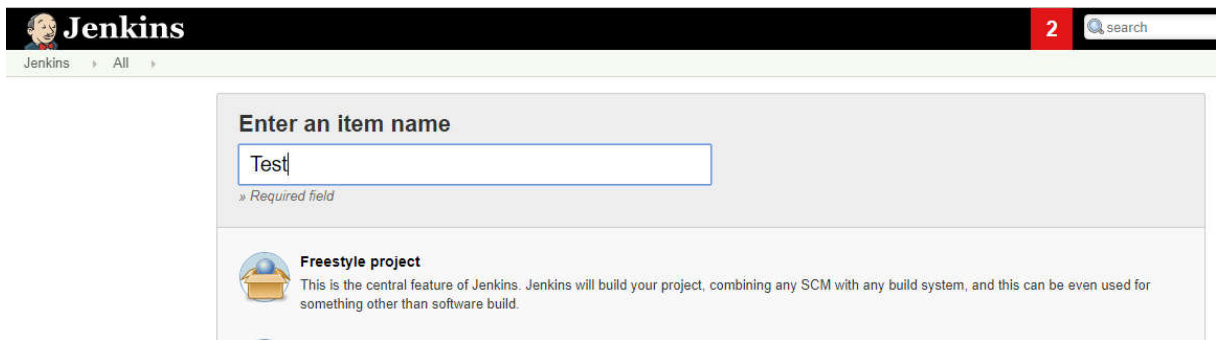 Jenkins
2
search
Jenkins All
Enter an item name
Test
» Required field
Freestyle project
This is the central feature of Jenkins. Jenkins will build your project, combining any SCM with any build system, and this can be even used for
something other than software build.